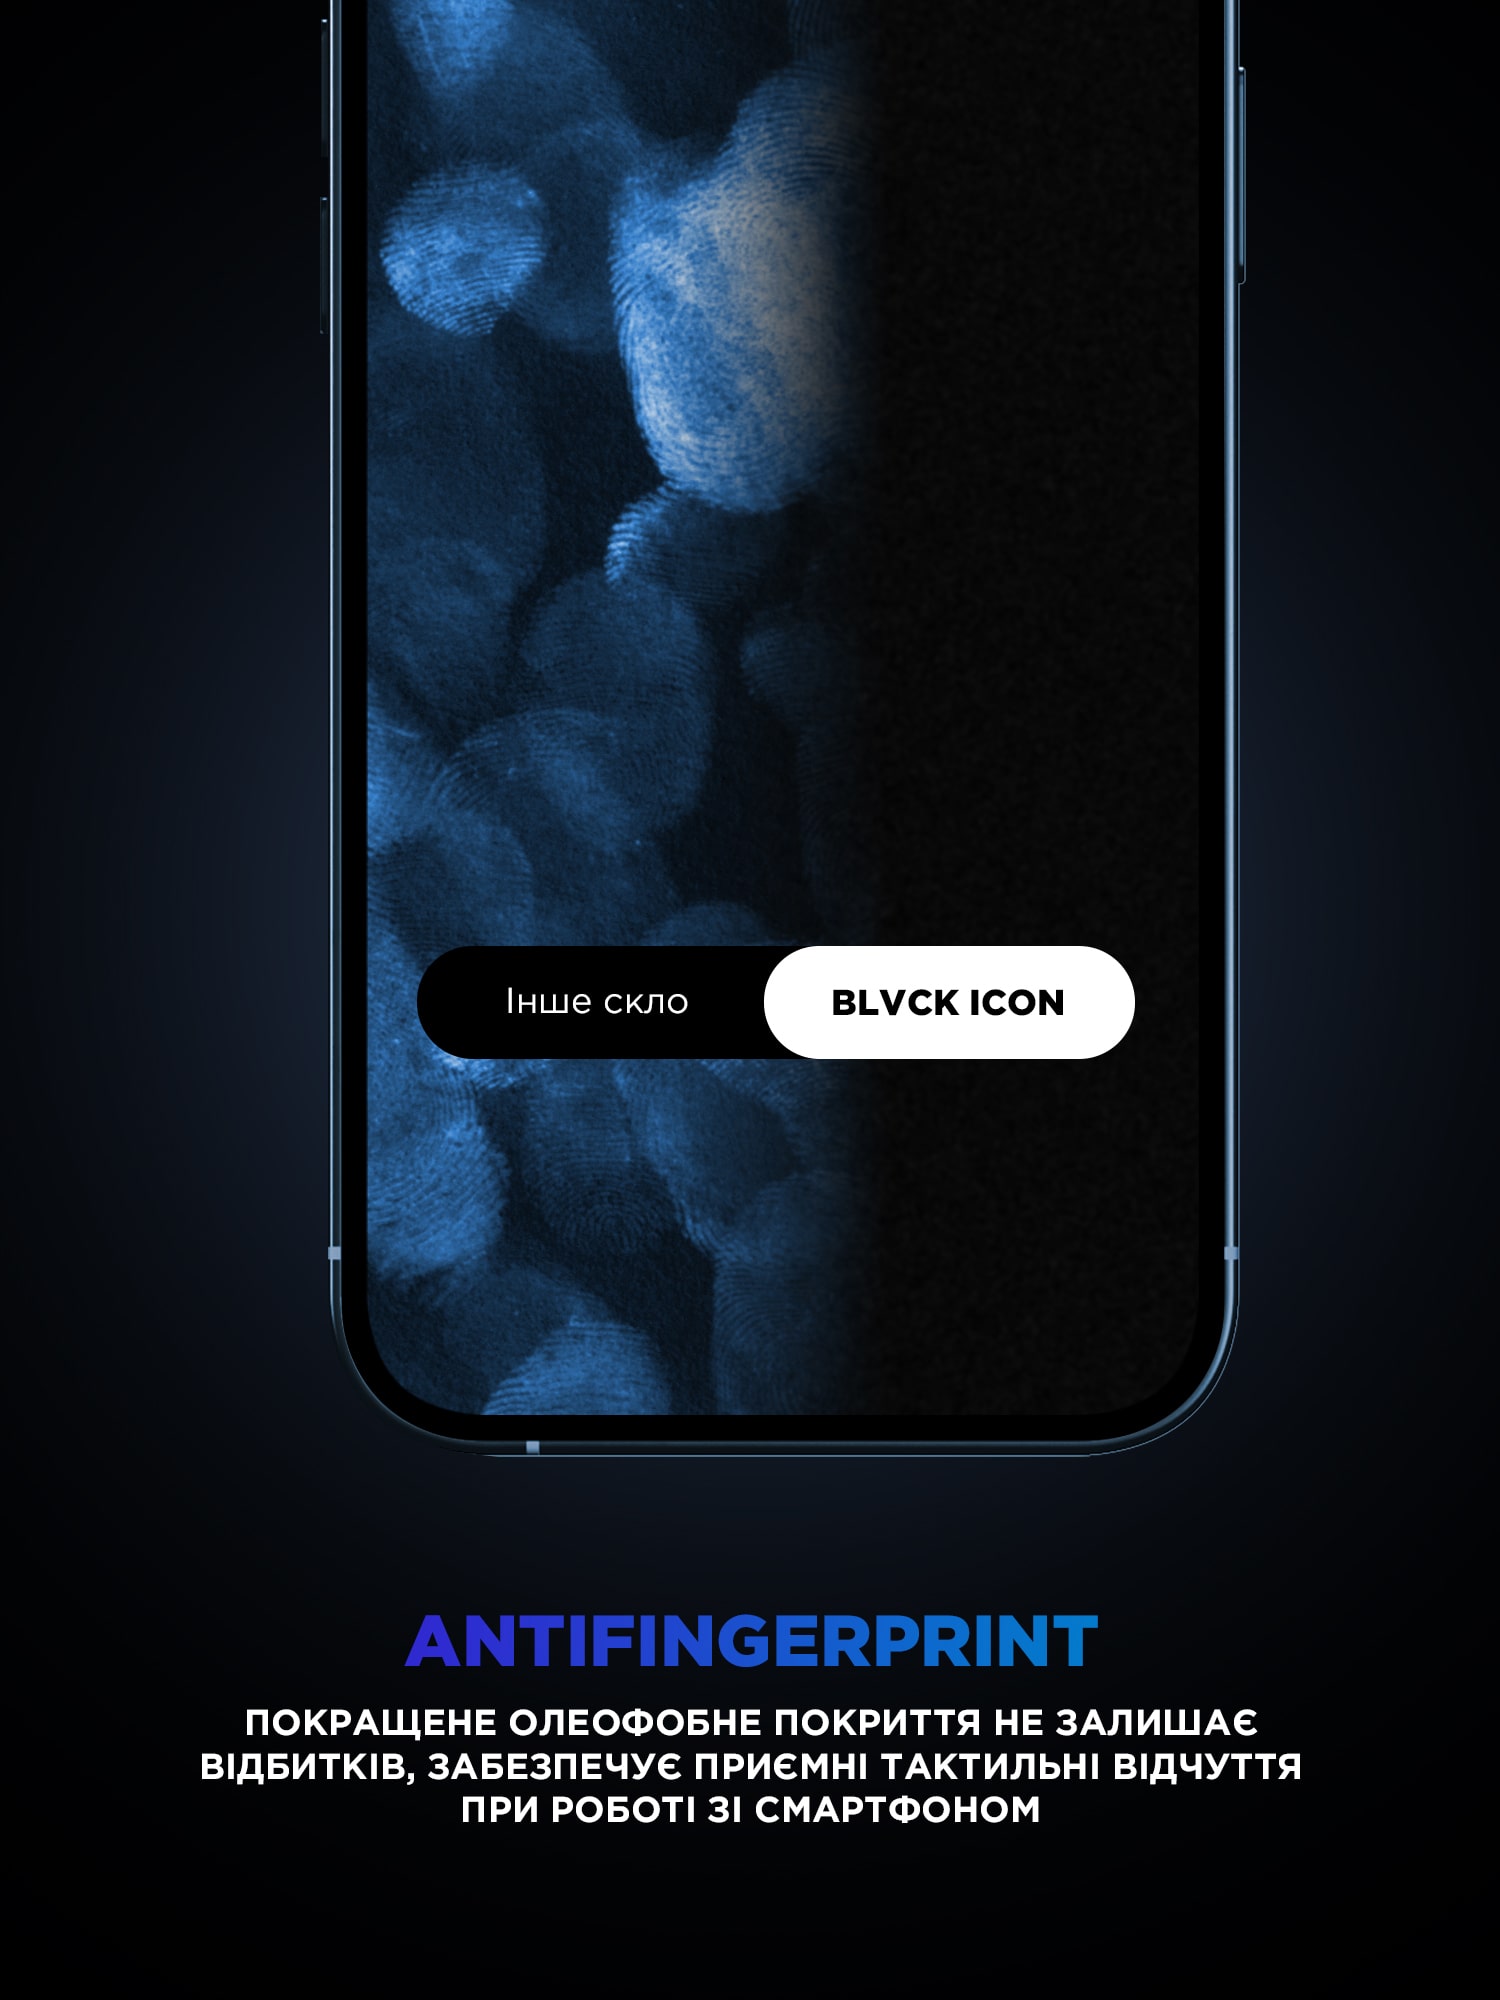 Інше скло
BLVCK ICON
ANTIFINGERPRINT
ПОКРАЩЕНЕ ОЛЕОФОБНЕ ПОКРИТТЯ НЕ ЗАЛИШАЄ
ВІДБИТКІВ, ЗАБЕЗПЕЧУЄ ПРИЄМНІ ТАКТИЛЬНІ ВІДЧУТТЯ
ПРИ РОБОТІ ЗІ СМАРТФОНОМ